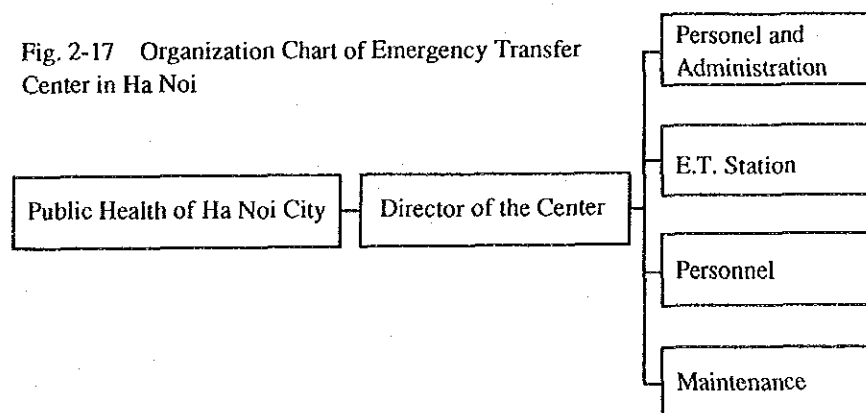 Fig. 2-17 Organization Chart of Emergency Transfer
Center in Ha Noi
Public Health of Ha Noi City
Director of the Center
Personel and
Administration
E.T. Station
Personnel
Maintenance